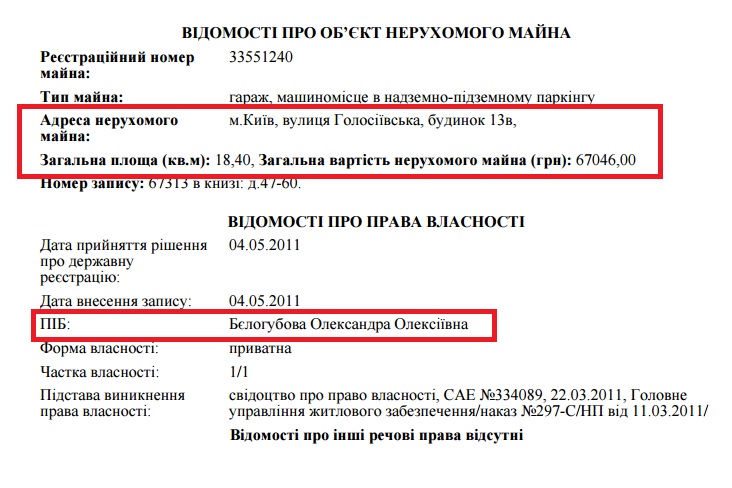 ВІДОМОСТІ ПРО ОБ’ЄКТ НЕРУХОМОГО МАЙНА
Реєстраційний номер майна: 33551240
Тип майна: гараж, машиномісце в надземно-підземному паркінгу
Адреса нерухомого майна: м.Київ, вулиця Голосіївська, будинок 13в,
Загальна площа (кв.м): 18,40, Загальна вартість нерухомого майна (грн): 67046,00
Номер запису: 67313 в книзі: д.47-60.
ВІДОМОСТІ ПРО ПРАВА ВЛАСНОСТІ
Дата прийняття рішення про державну реєстрацію: 04.05.2011
Дата внесення запису: 04.05.2011
ПІБ: Бєлогубова Олександра Олексіївна
Форма власності: приватна
Частка власності: 1/1
Підстава виникнення права власності: свідоцтво про право власності, САЕ №334089, 22.03.2011, Головне управління житлового забезпечення/наказ №297-С/НП від 11.03.2011/
Відомості про інші речові права відсутні